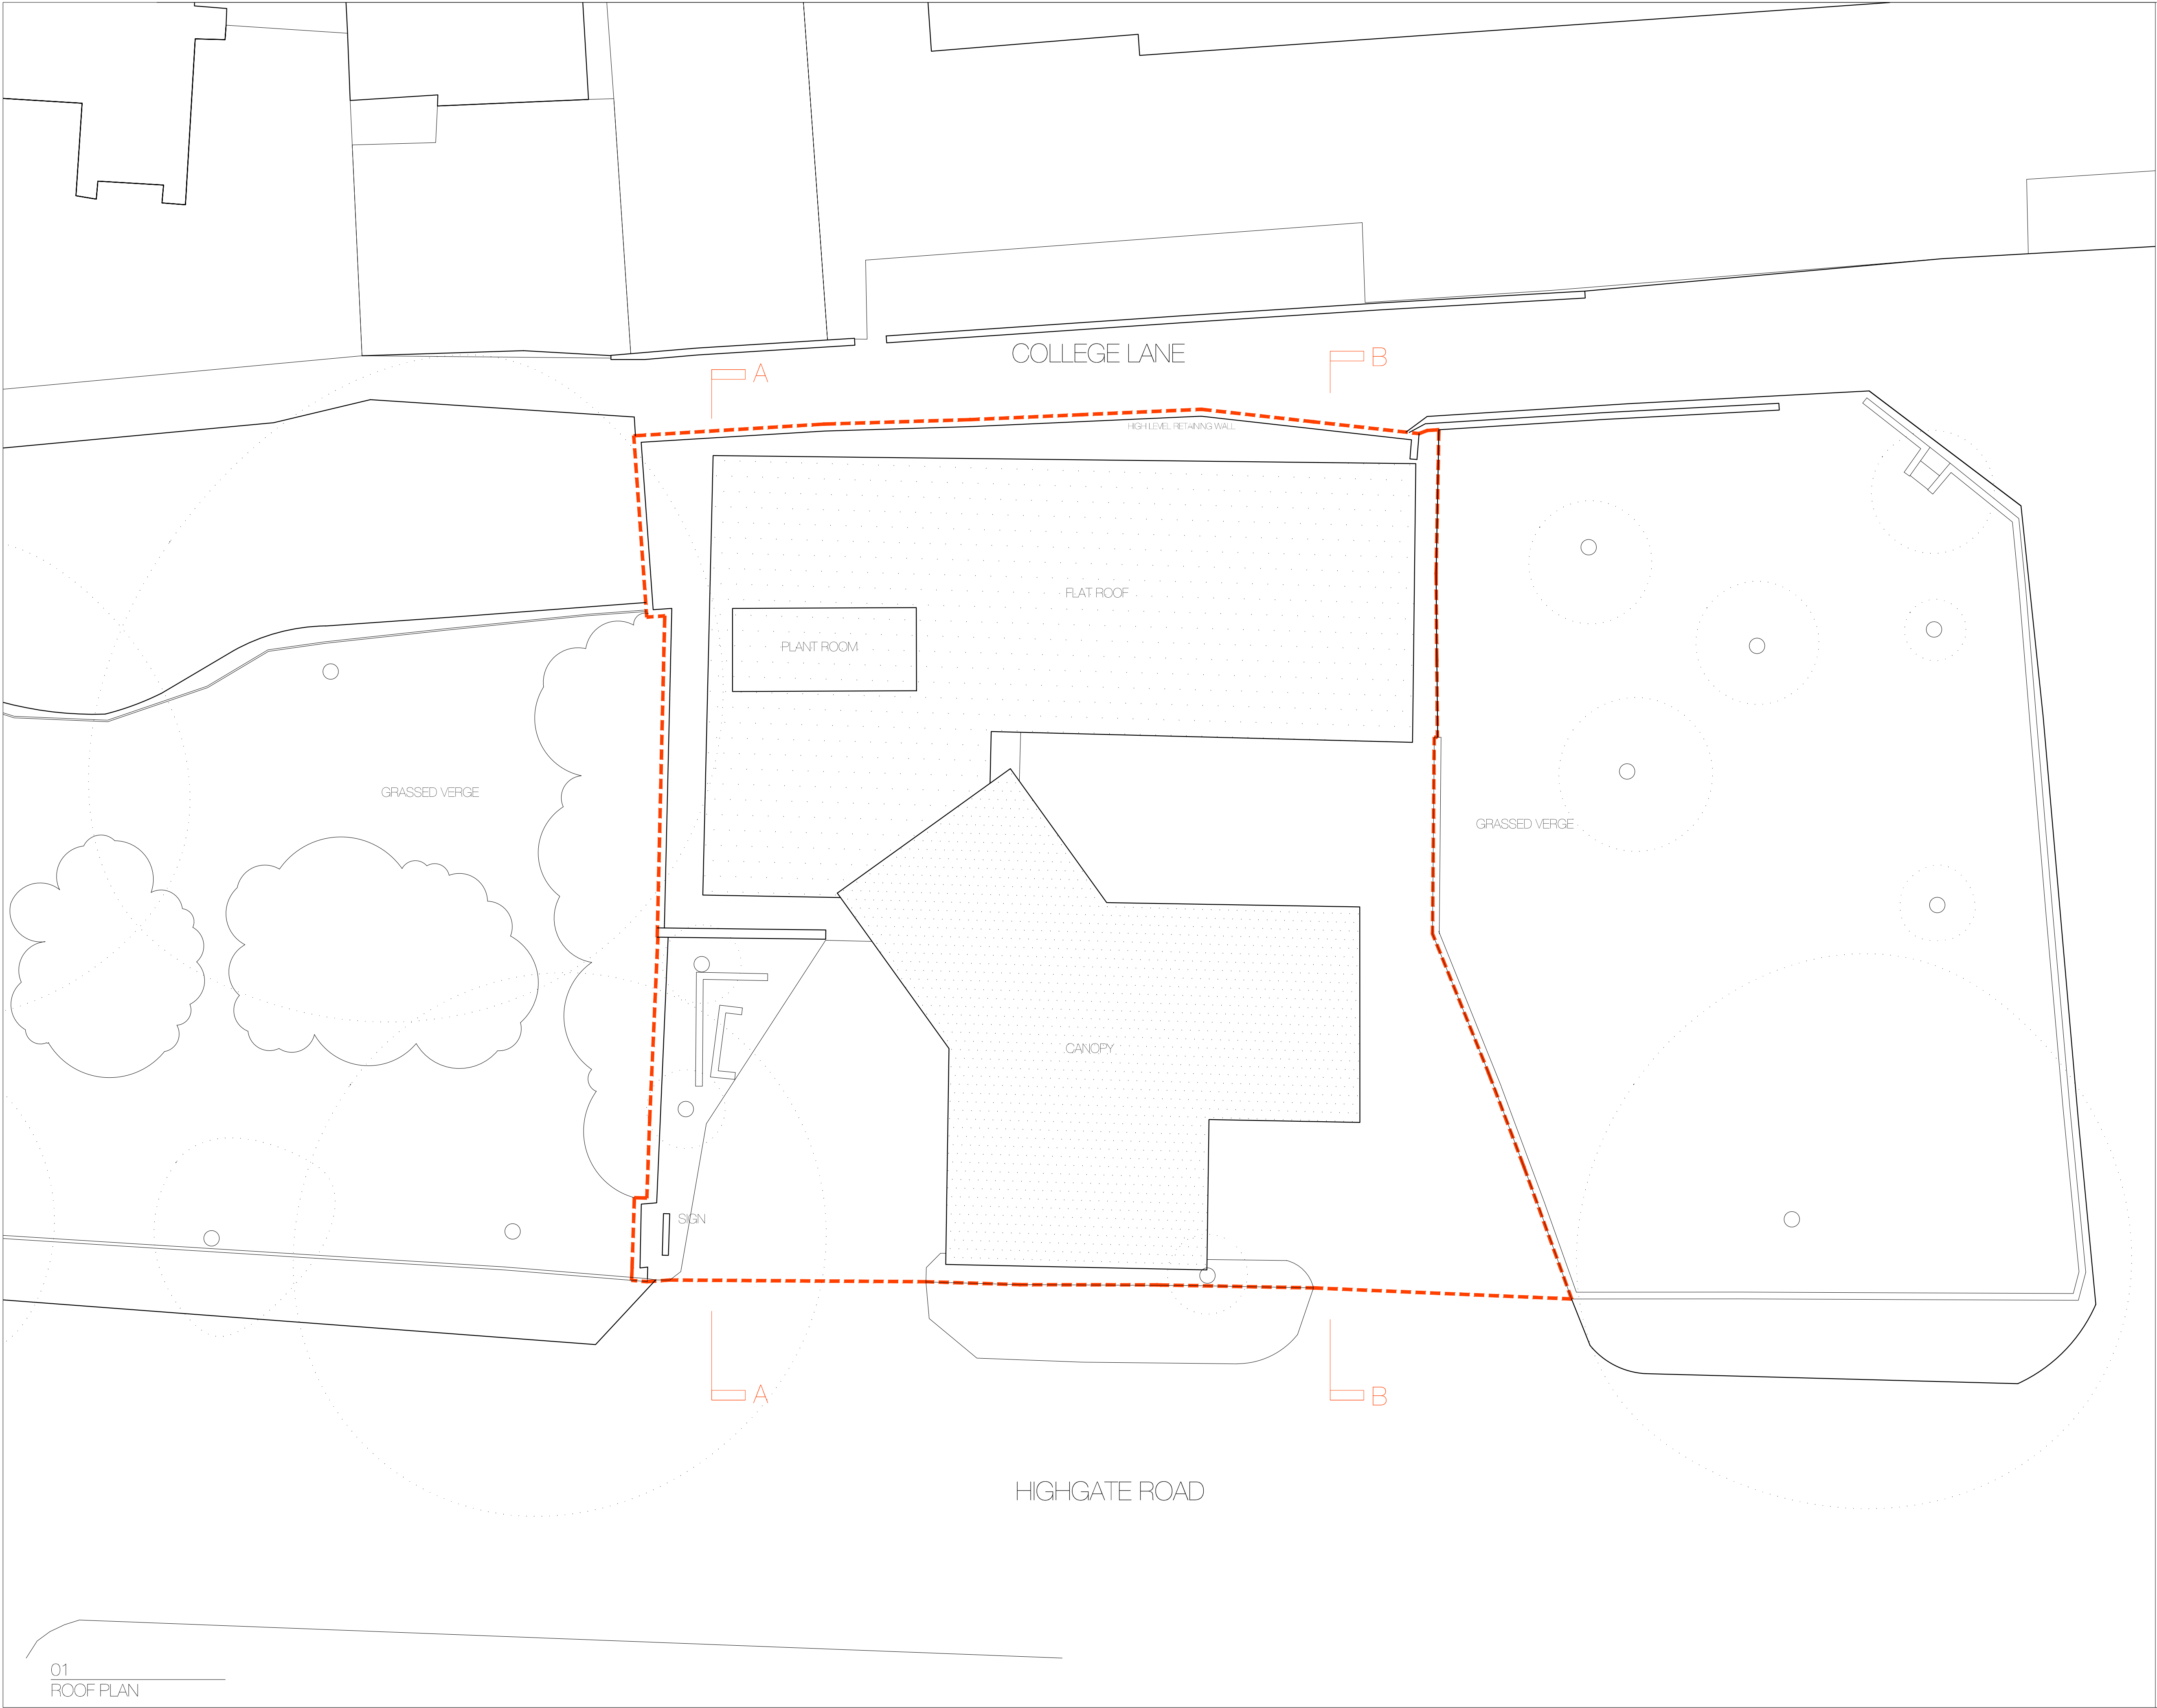 COLLEGE LANE
B
A
HIGH LEVEL RETAINING WALL
FLAT ROOF
PLANT ROOM
GRASSED VERGE
GRASSED VERGE
CANOPY
SIGN
A
B
HIGHGATE ROAD
01
ROOF PLAN